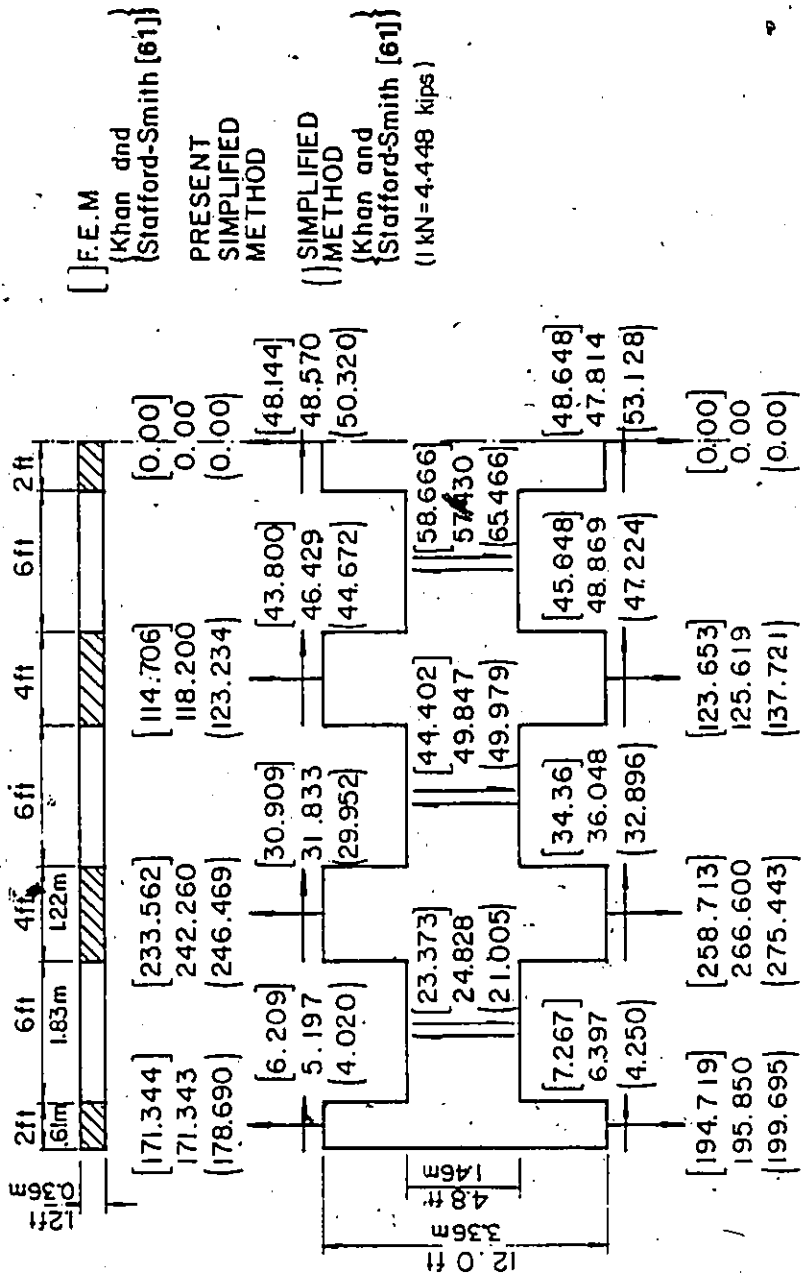 2ft
6ft
4ft
6ft
4ft
6ft
2ft
.61m
1.83m
1.22m
1.2ft
0.36m
[171.344]
171.343
(178.690)
[233.562]
242.260
(246.469)
[114.706]
118.200
(123.234)
[0.00]
0.00
(0.00)
[6.209]
5.197
(4.020)
[30.909]
31.833
(29.952)
[43.800]
46.429
(44.672)
[48.144]
48.570
(50.320)
12.0 ft
3.36m
4.8 ft
1.46m
[23.373]
24.828
(21.005)
[44.402]
49.847
(49.979)
[58.666]
57.430
(65.466)
[7.267]
6.397
(4.250)
[34.36]
36.048
(32.896)
[45.648]
48.869
(47.224)
[48.648]
47.814
(53.128)
[194.719]
195.850
(199.695)
[258.713]
266.600
(275.443)
[123.653]
125.619
(137.721)
[0.00]
0.00
(0.00)
[ ] F.E.M
{Khan and
{Stafford-Smith [61]}
PRESENT
SIMPLIFIED
METHOD
( ) SIMPLIFIED
METHOD
{Khan and
{Stafford-Smith [61]}
(1 kN=4.448 kips)